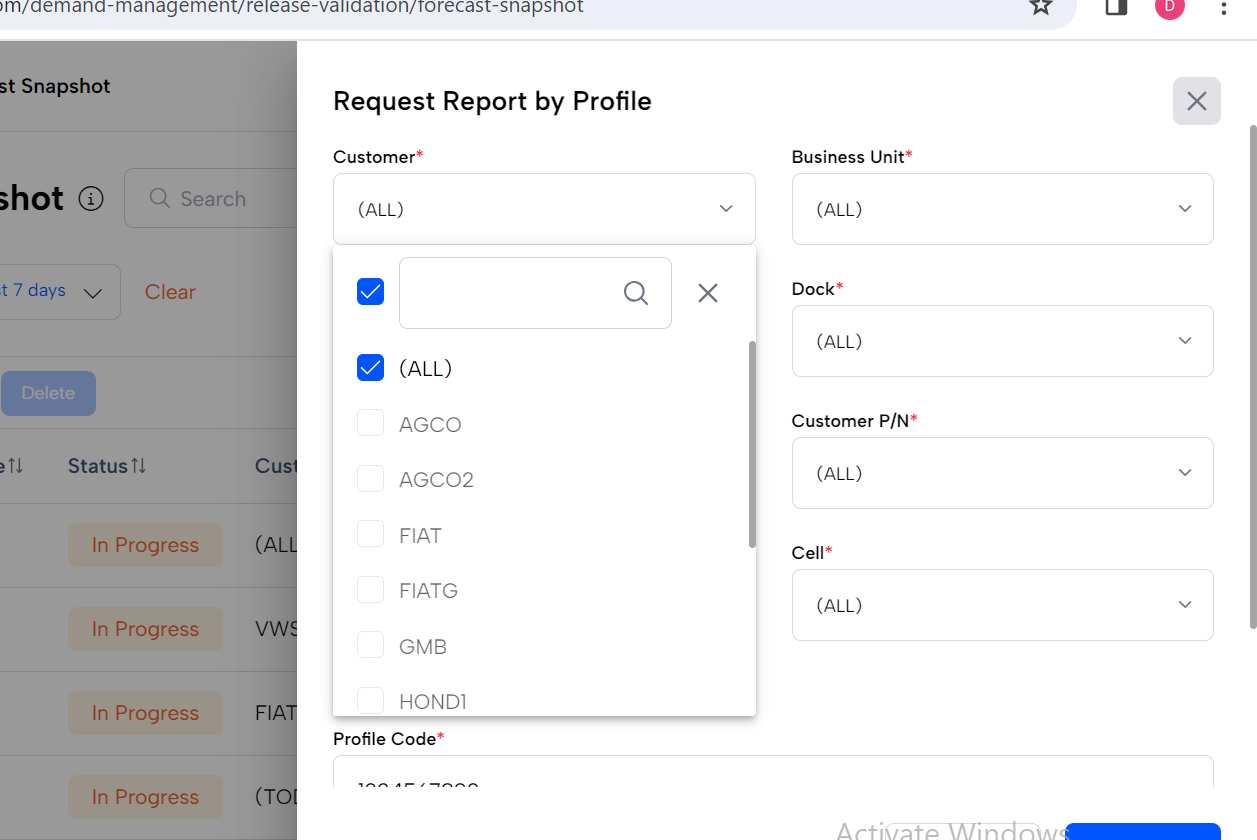 om/demand-management/release-validation/forecast-snapshot
D
st Snapshot
shot
Search
t 7 days
Clear
Delete
e
Status
Cust
In Progress
(ALL
In Progress
VWS
In Progress
FIAT
In Progress
(TOD
Request Report by Profile
Customer*
(ALL)
(ALL)
AGCO
AGCO2
FIAT
FIATG
GMB
HOND1
Business Unit*
(ALL)
Dock*
(ALL)
Customer P/N*
(ALL)
Cell*
(ALL)
Profile Code*
Activate Windows